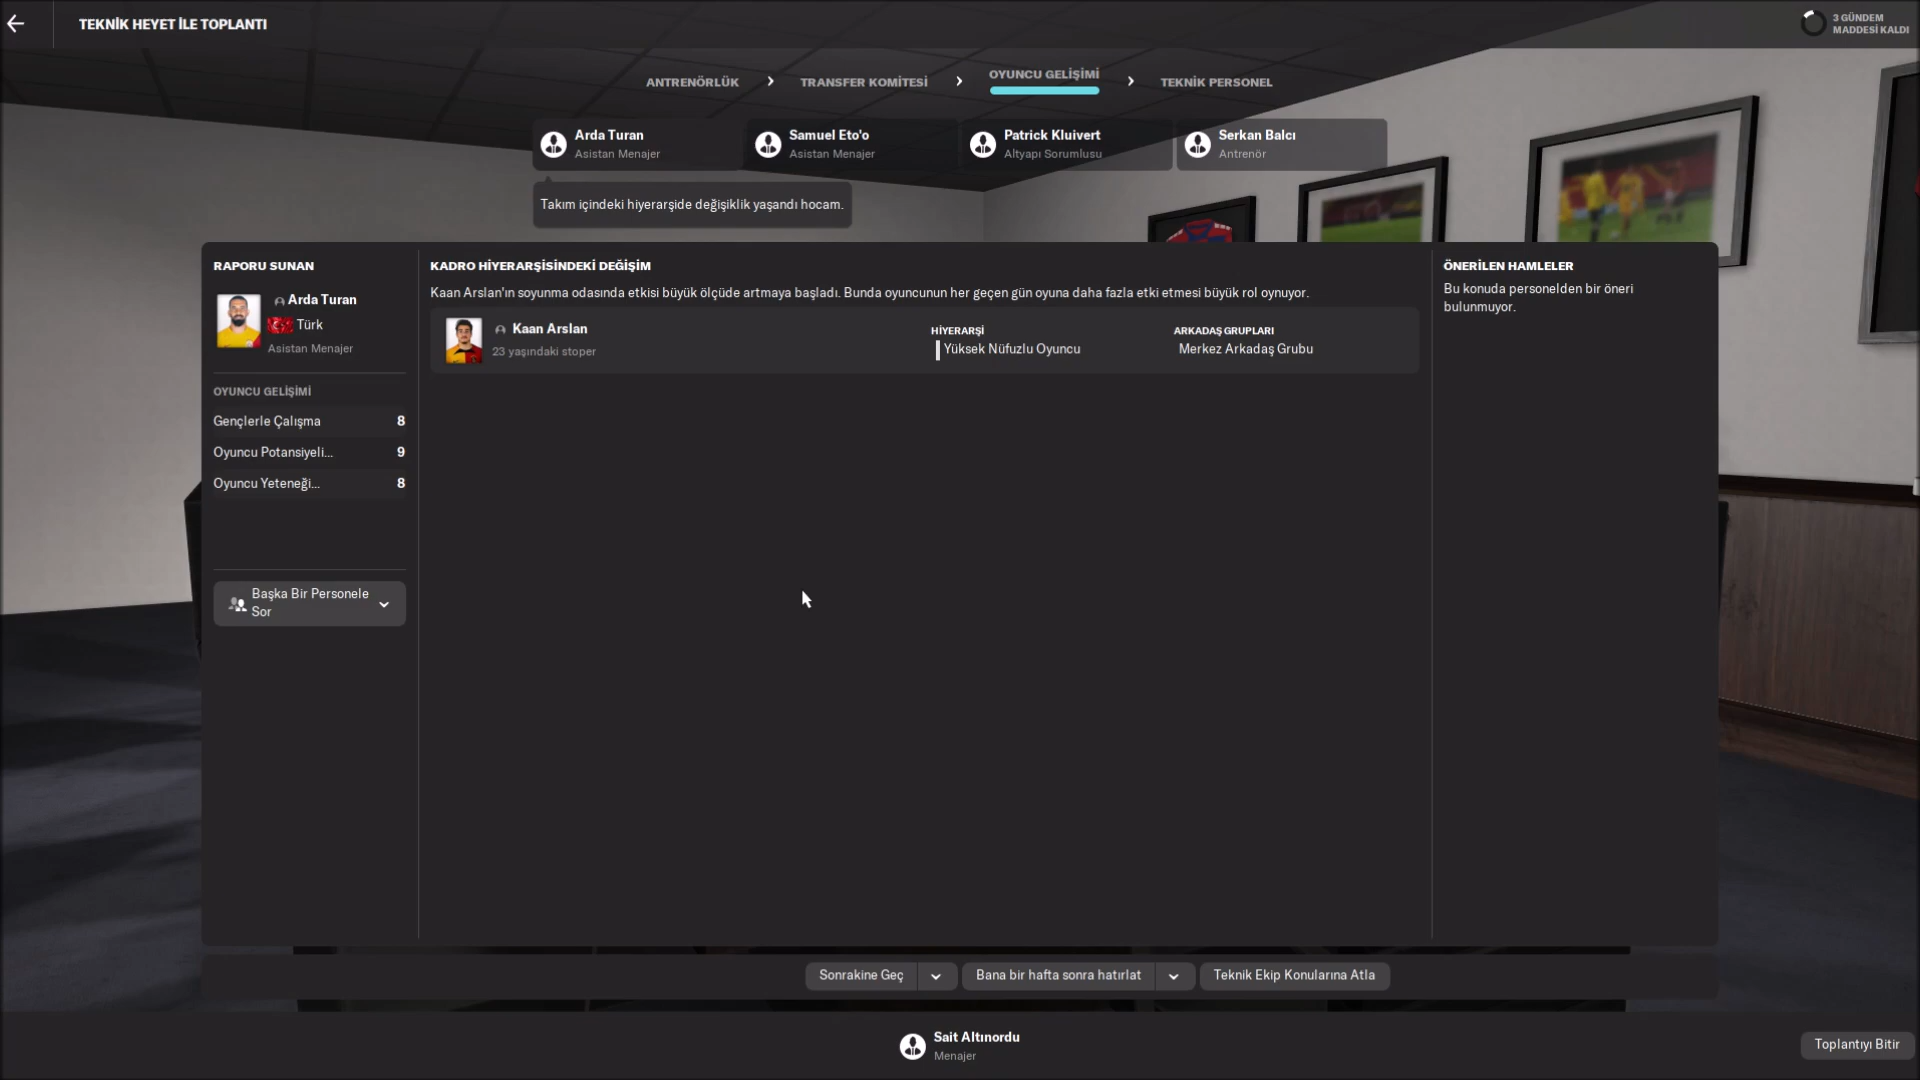 TEKNİK HEYET İLE TOPLANTI
3 GÜNDEM
MADDESİ KALDI
ANTRENÖRLÜK
TRANSFER KOMİTESİ
OYUNCU GELİŞİMİ
TEKNİK PERSONEL
Arda Turan
Asistan Menajer
Samuel Eto'o
Asistan Menajer
Patrick Kluivert
Altyapı Sorumlusu
Serkan Balcı
Antrenör
Takım içindeki hiyerarşide değişiklik yaşandı hocam.
RAPORU SUNAN
Arda Turan
Türk
Asistan Menajer
OYUNCU GELİŞİMİ
Gençlerle Çalışma 8
Oyuncu Potansiyeli... 9
Oyuncu Yeteneği... 8
Başka Bir Personele
Sor
KADRO HİYERARŞİSİNDEKİ DEĞİŞİM
Kaan Arslan'ın soyunma odasında etkisi büyük ölçüde artmaya başladı. Bunda oyuncunun her geçen gün oyuna daha fazla etki etmesi büyük rol oynuyor.
Kaan Arslan
23 yaşındaki stoper
HİYERARŞİ
Yüksek Nüfuzlu Oyuncu
ARKADAŞ GRUPLARI
Merkez Arkadaş Grubu
ÖNERİLEN HAMLELER
Bu konuda personelden bir öneri
bulunmuyor.
Sonrakine Geç
Bana bir hafta sonra hatırlat
Teknik Ekip Konularına Atla
Sait Altınordu
Menajer
Toplantıyı Bitir